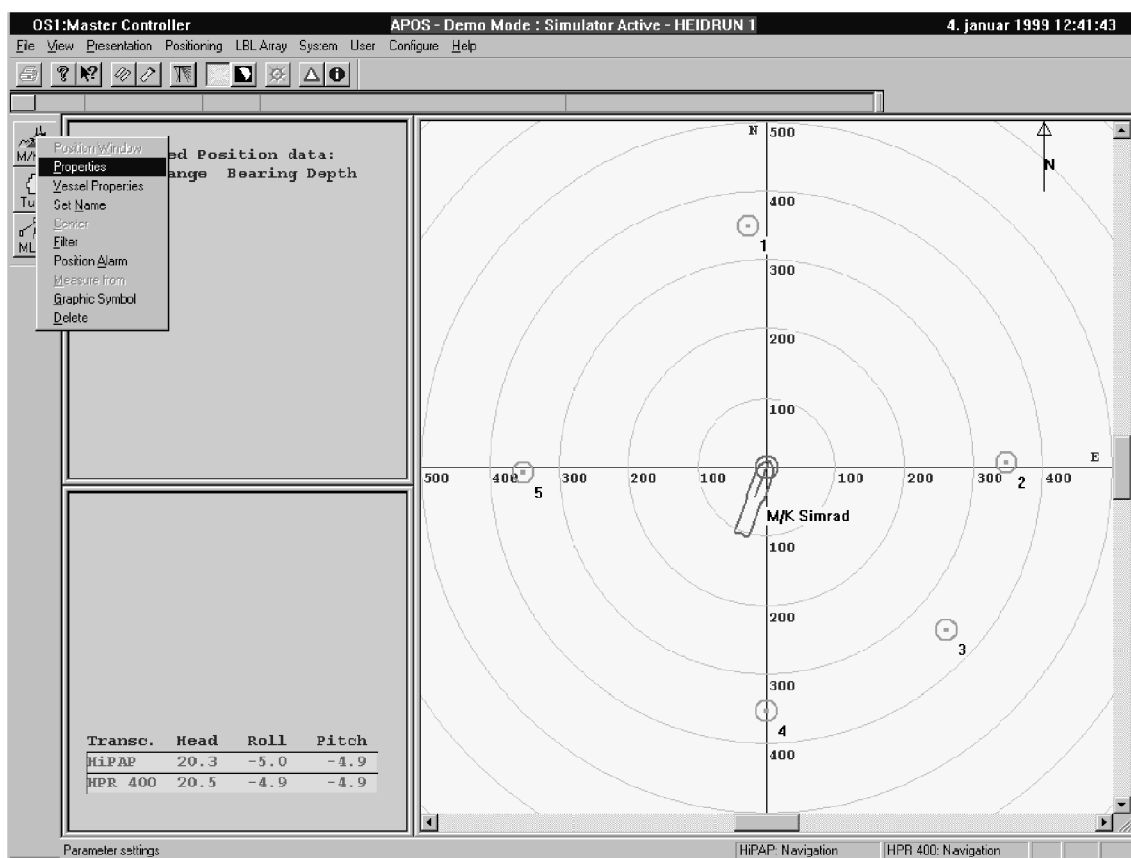 OS1:Master Controller APOS - Demo Mode : Simulator Active - HEIDRUN 1 4. januar 1999 12:41:43
File View Presentation Positioning LBL Array System User Configure Help
M/K
Tu
ML
Position Window
Properties
Vessel Properties
Set Name
Center
Filter
Position Alarm
Measure from
Graphic Symbol
Delete
ed Position data:
ange Bearing Depth
N 500
N
400
1
300
200
100
E
500 400 300 200 100 100 200 300 400
5 2
M/K Simrad
100
200
3
300
4
400
Transc. Head Roll Pitch
HiPAP 20.3 -5.0 -4.9
HPR 400 20.5 -4.9 -4.9
Parameter settings HiPAP: Navigation HPR 400: Navigation